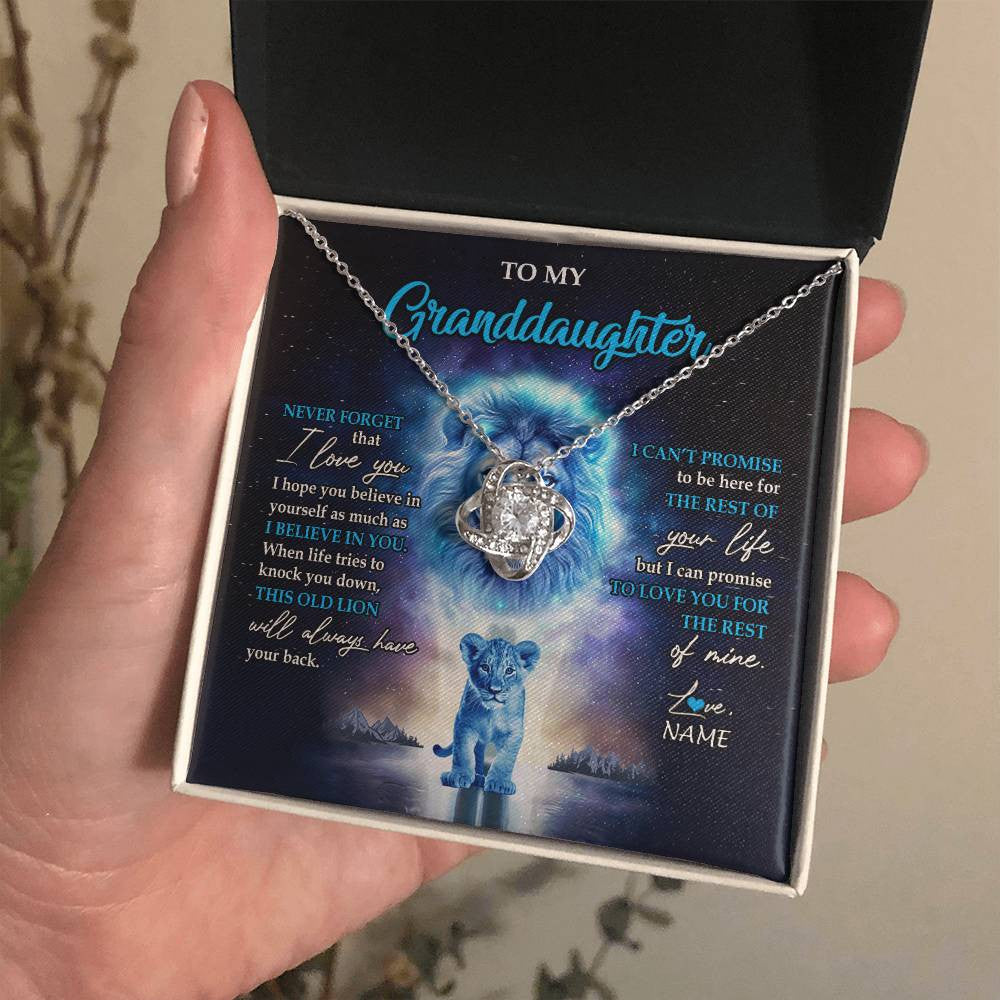 TO MY
Granddaughter
NEVER FORGET
that
I love you
I hope you believe in
yourself as much as
I BELIEVE IN YOU.
When life tries to
knock you down,
THIS OLD LION
will always have
your back.
I CAN'T PROMISE
to be here for
THE REST OF
your life
but I can promise
TO LOVE YOU FOR
THE REST
of mine.
Love,
NAME